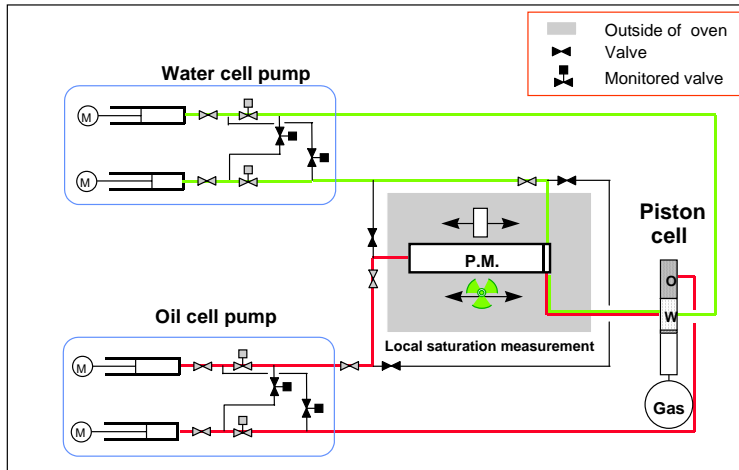 Outside of oven
Valve
Monitored valve
Water cell pump
M
M
Piston
cell
P.M.
O
W
Oil cell pump
Local saturation measurement
M
M
Gas